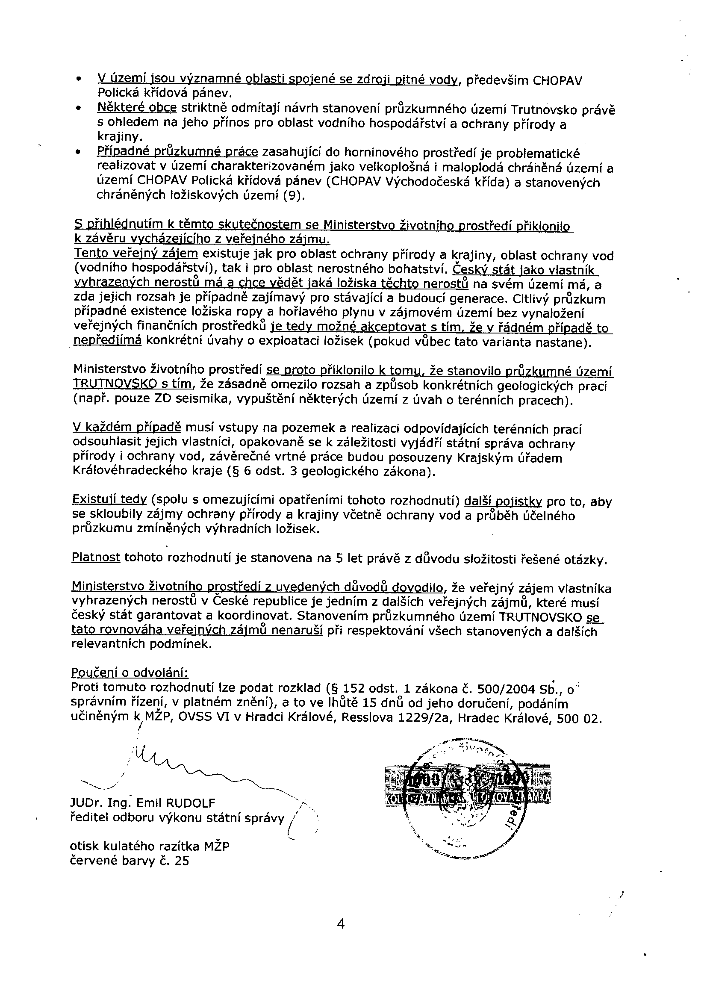 • V území jsou významné oblasti spojené se zdroji pitné vody, především CHOPAV
Polická křídová pánev.
• Některé obce striktně odmítají návrh stanovení průzkumného území Trutnovsko právě
s ohledem na jeho přínos pro oblast vodního hospodářství a ochrany přírody a
krajiny.
• Případné průzkumné práce zasahující do horninového prostředí je problematické
realizovat v území charakterizovaném jako velkoplošná i maloplodá chráněná území a
území CHOPAV Polická křídová pánev (CHOPAV Východočeská křída) a stanovených
chráněných ložiskových území (9).
S přihlédnutím k těmto skutečnostem se Ministerstvo životního prostředí přiklonilo
k závěru vycházejícího z veřejného zájmu.
Tento veřejný zájem existuje jak pro oblast ochrany přírody a krajiny, oblast ochrany vod
(vodního hospodářství), tak i pro oblast nerostného bohatství. Český stát jako vlastník
vyhrazených nerostů má a chce vědět jaká ložiska těchto nerostů na svém území má, a
zda jejich rozsah je případně zajímavý pro stávající a budoucí generace. Citlivý průzkum
případné existence ložiska ropy a hořlavého plynu v zájmovém území bez vynaložení
veřejných finančních prostředků je tedy možné akceptovat s tím, že v řádném případě to
nepředjímá konkrétní úvahy o exploataci ložisek (pokud vůbec tato varianta nastane).
Ministerstvo životního prostředí se proto přiklonilo k tomu, že stanovilo průzkumné území
TRUTNOVSKO s tím, že zásadně omezilo rozsah a způsob konkrétních geologických prací
(např. pouze ZD seismika, vypuštění některých území z úvah o terénních pracech).
V každém případě musí vstupy na pozemek a realizaci odpovídajících terénních prací
odsouhlasit jejich vlastníci, opakovaně se k záležitosti vyjádří státní správa ochrany
přírody i ochrany vod, závěrečné vrtné práce budou posouzeny Krajským úřadem
Královéhradeckého kraje (§ 6 odst. 3 geologického zákona).
Existují tedy (spolu s omezujícími opatřeními tohoto rozhodnutí) další pojistky pro to, aby
se skloubily zájmy ochrany přírody a krajiny včetně ochrany vod a průběh účelného
průzkumu zmíněných výhradních ložisek.
Platnost tohoto rozhodnutí je stanovena na 5 let právě z důvodu složitosti řešené otázky.
Ministerstvo životního prostředí z uvedených důvodů dovodilo, že veřejný zájem vlastníka
vyhrazených nerostů v České republice je jedním z dalších veřejných zájmů, které musí
český stát garantovat a koordinovat. Stanovením průzkumného území TRUTNOVSKO se
tato rovnováha veřejných zájmů nenaruší při respektování všech stanovených a dalších
relevantních podmínek.
Poučení o odvolání:
Proti tomuto rozhodnutí lze podat rozklad (§ 152 odst. 1 zákona č. 500/2004 Sb., o
správním řízení, v platném znění), a to ve lhůtě 15 dnů od jeho doručení, podáním
učiněným k MŽP, OVSS VI v Hradci Králové, Resslova 1229/2a, Hradec Králové, 500 02.
JUDr. Ing. Emil RUDOLF
ředitel odboru výkonu státní správy
otisk kulatého razítka MŽP
červené barvy č. 25
4